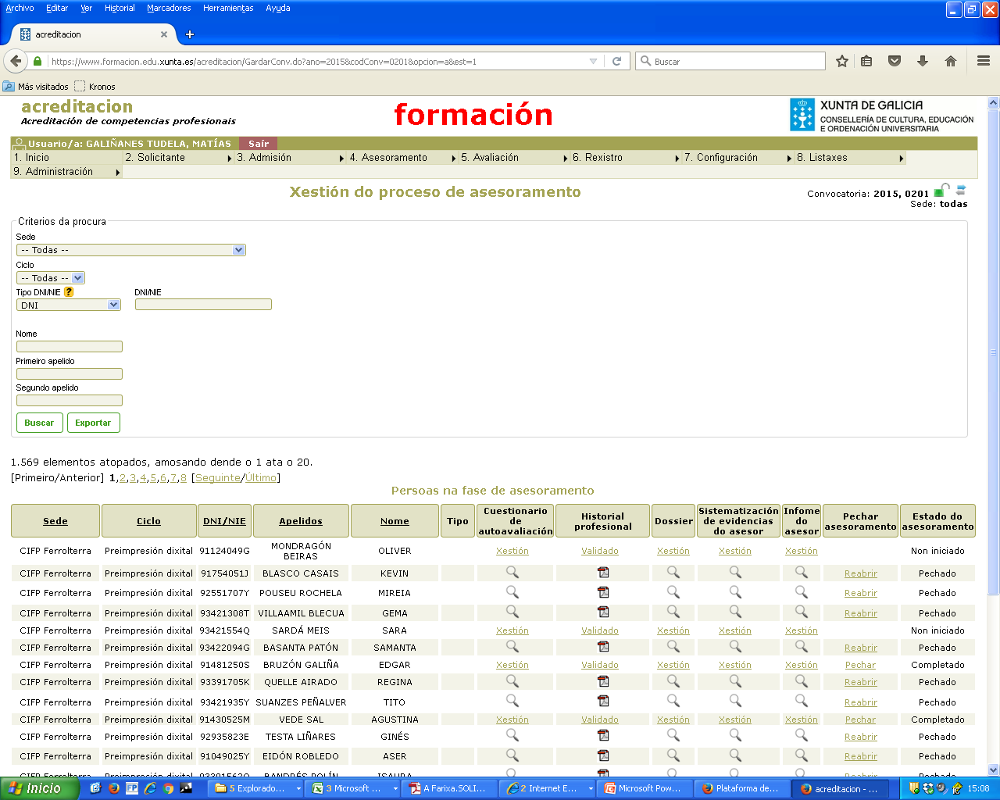 Archivo Editar Ver Historial Marcadores Herramientas Ayuda
acreditacion
https://www.formacion.edu.xunta.es/acreditacion/GardarConv.do?ano=2015&codConv=0201&opcion=a&est=1
Buscar
Más visitados Kronos
acreditacion
Acreditación de competencias profesionais
formación
XUNTA DE GALICIA
CONSELLERÍA DE CULTURA, EDUCACIÓN
E ORDENACIÓN UNIVERSITARIA
Usuario/a: GALIÑANES TUDELA, MATÍAS Saír
1. Inicio 2. Solicitante 3. Admisión 4. Asesoramento 5. Avaliación 6. Rexistro 7. Configuración 8. Listaxes
9. Administración
Xestión do proceso de asesoramento
Convocatoria: 2015, 0201
Sede: todas
Criterios da procura
Sede
-- Todas --
Ciclo
-- Todas --
Tipo DNI/NIE ? DNI/NIE
DNI
Nome
Primeiro apelido
Segundo apelido
Buscar Exportar
1.569 elementos atopados, amosando dende o 1 ata o 20.
[Primeiro/Anterior] 1,2,3,4,5,6,7,8 [Seguinte/Último]
Persoas na fase de asesoramento
Sede Ciclo DNI/NIE Apelidos Nome Tipo Cuestionario de autoavaliación Historial profesional Dossier Sistematización de evidencias do asesor Infome do asesor Pechar asesoramento Estado do asesoramento
CIFP Ferrolterra Preimpresión dixital 91124049G MONDRAGÓN BEIRAS OLIVER Xestión Validado Xestión Xestión Xestión Non iniciado
CIFP Ferrolterra Preimpresión dixital 91754051J BLASCO CASAIS KEVIN Reabrir Pechado
CIFP Ferrolterra Preimpresión dixital 92551707Y POUSEU ROCHELA MIREIA Reabrir Pechado
CIFP Ferrolterra Preimpresión dixital 93421308T VILLAAMIL BLECUA GEMA Reabrir Pechado
CIFP Ferrolterra Preimpresión dixital 93421554Q SARDÁ MEIS SARA Xestión Validado Xestión Xestión Xestión Non iniciado
CIFP Ferrolterra Preimpresión dixital 93422094G BASANTA PATÓN SAMANTA Reabrir Pechado
CIFP Ferrolterra Preimpresión dixital 91481250S BRUZÓN GALIÑA EDGAR Xestión Validado Xestión Xestión Xestión Pechar Completado
CIFP Ferrolterra Preimpresión dixital 93391705K QUELLE AIRADO REGINA Reabrir Pechado
CIFP Ferrolterra Preimpresión dixital 93421935Y SUANZES PEÑALVER TITO Reabrir Pechado
CIFP Ferrolterra Preimpresión dixital 91430525M VEDE SAL AGUSTINA Xestión Validado Xestión Xestión Xestión Pechar Completado
CIFP Ferrolterra Preimpresión dixital 92935823E TESTA LIÑARES GINÉS Reabrir Pechado
CIFP Ferrolterra Preimpresión dixital 91049025Y EIDÓN ROBLEDO ASER Reabrir Pechado
CIFP Ferrolterra Preimpresión dixital
Inicio 5 Explorado... 3 Microsoft ... A Farixa.SOLI... 2 Internet E... Microsoft Pow... Plataforma de... acreditacion - ... 15:08